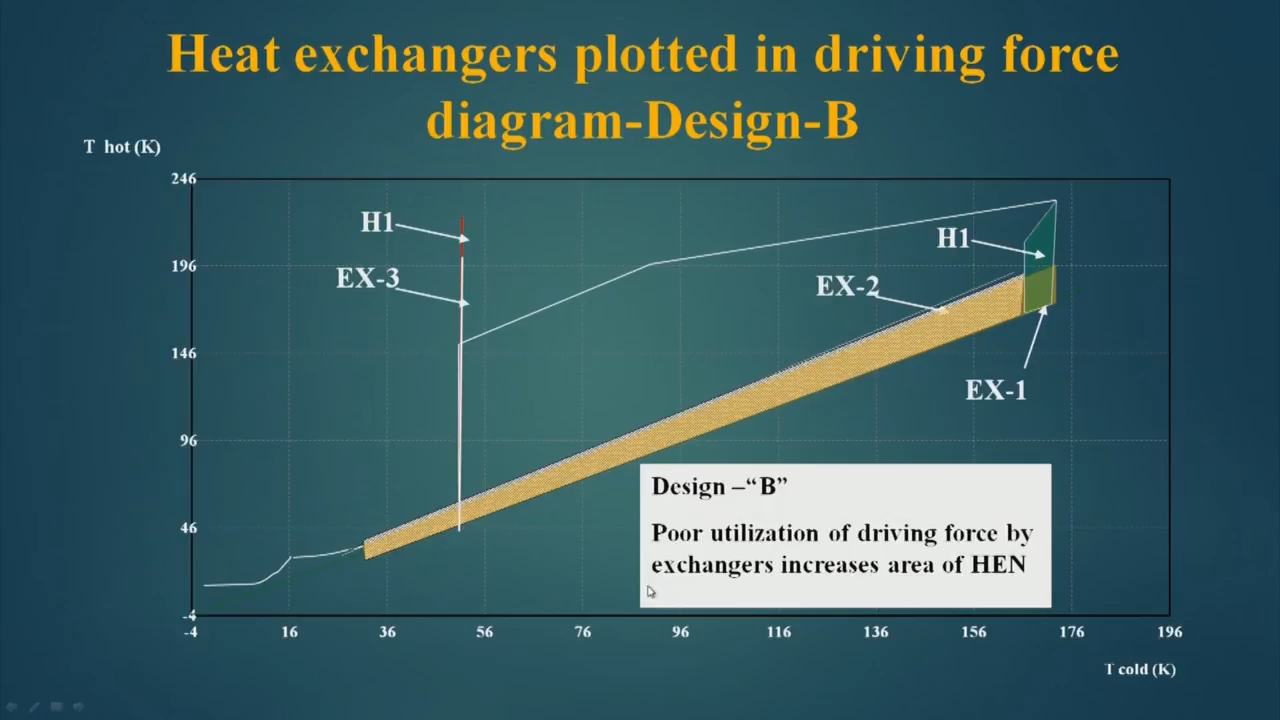 Heat exchangers plotted in driving force
diagram-Design-B
T hot (K)
246
196
146
96
46
-4
H1
EX-3
EX-2
H1
EX-1
Design –“B”
Poor utilization of driving force by
exchangers increases area of HEN
-4 16 36 56 76 96 116 136 156 176 196
T cold (K)